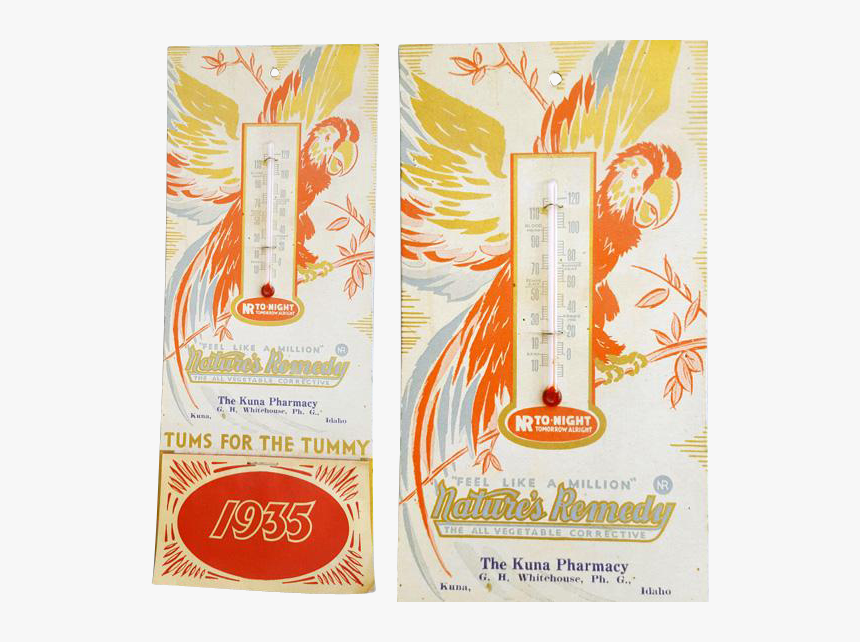 NR TO-NIGHT
TOMORROW ALRIGHT
"FEEL LIKE A MILLION" NR
Nature's Remedy
THE ALL VEGETABLE CORRECTIVE
The Kuna Pharmacy
G. H. Whitehouse, Ph. G.,
Kuna, Idaho
TUMS FOR THE TUMMY
1935
120
110
100
90
80
70
60
50
40
30
20
10
0
10
NR TO-NIGHT
TOMORROW ALRIGHT
"FEEL LIKE A MILLION" NR
Nature's Remedy
THE ALL VEGETABLE CORRECTIVE
The Kuna Pharmacy
G. H. Whitehouse, Ph. G.,
Kuna, Idaho